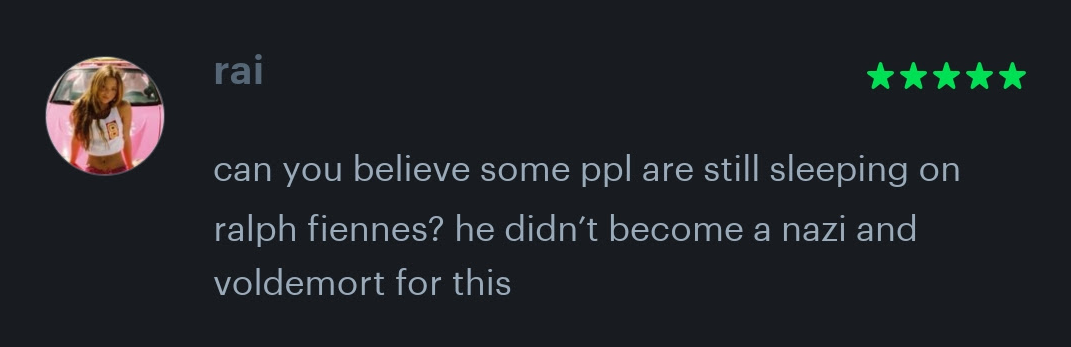 rai
can you believe some ppl are still sleeping on
ralph fiennes? he didn’t become a nazi and
voldemort for this